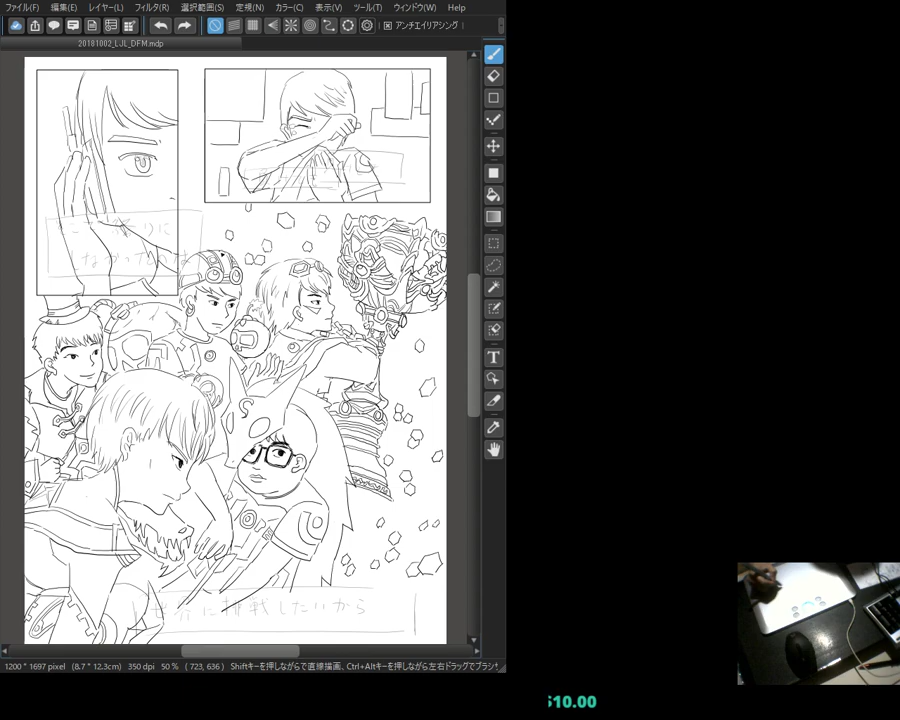 ファイル(F) 編集(E) レイヤー(L) フィルタ(R) 選択範囲(S) 定規(N) カラー(C) 表示(V) ツール(T) ウィンドウ(W) Help
アンチエイリアシング
20181002_LJL_DFM.mdp
T
りに
しなかったのは
世界に挑戦したいから
1200 * 1697 pixel (8.7 * 12.3cm) 350 dpi 50 % ( 723, 636 ) Shiftキーを押しながらで直線描画、Ctrl+Altキーを押しながら左右ドラッグでブラシサ
$10.00